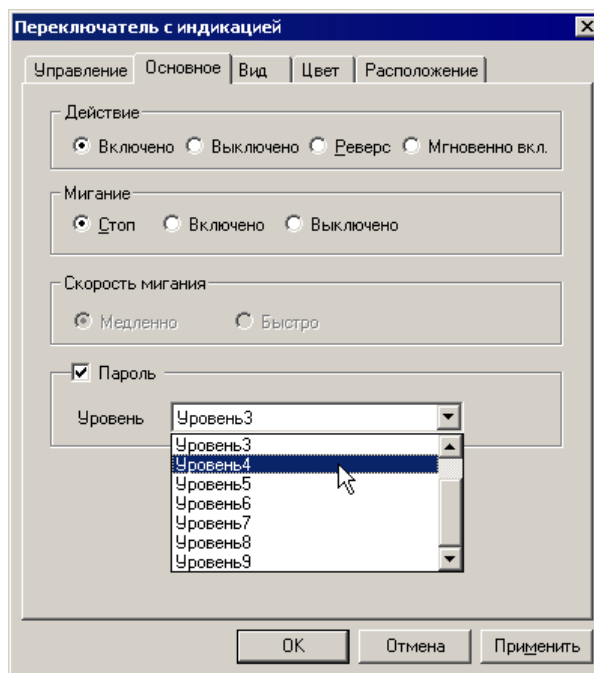 Переключатель с индикацией
Управление Основное Вид Цвет Расположение
Действие
Включено Выключено Реверс Мгновенно вкл.
Мигание
Стоп Включено Выключено
Скорость мигания
Медленно Быстро
Пароль
Уровень Уровень3
Уровень3
Уровень4
Уровень5
Уровень6
Уровень7
Уровень8
Уровень9
OK Отмена Применить